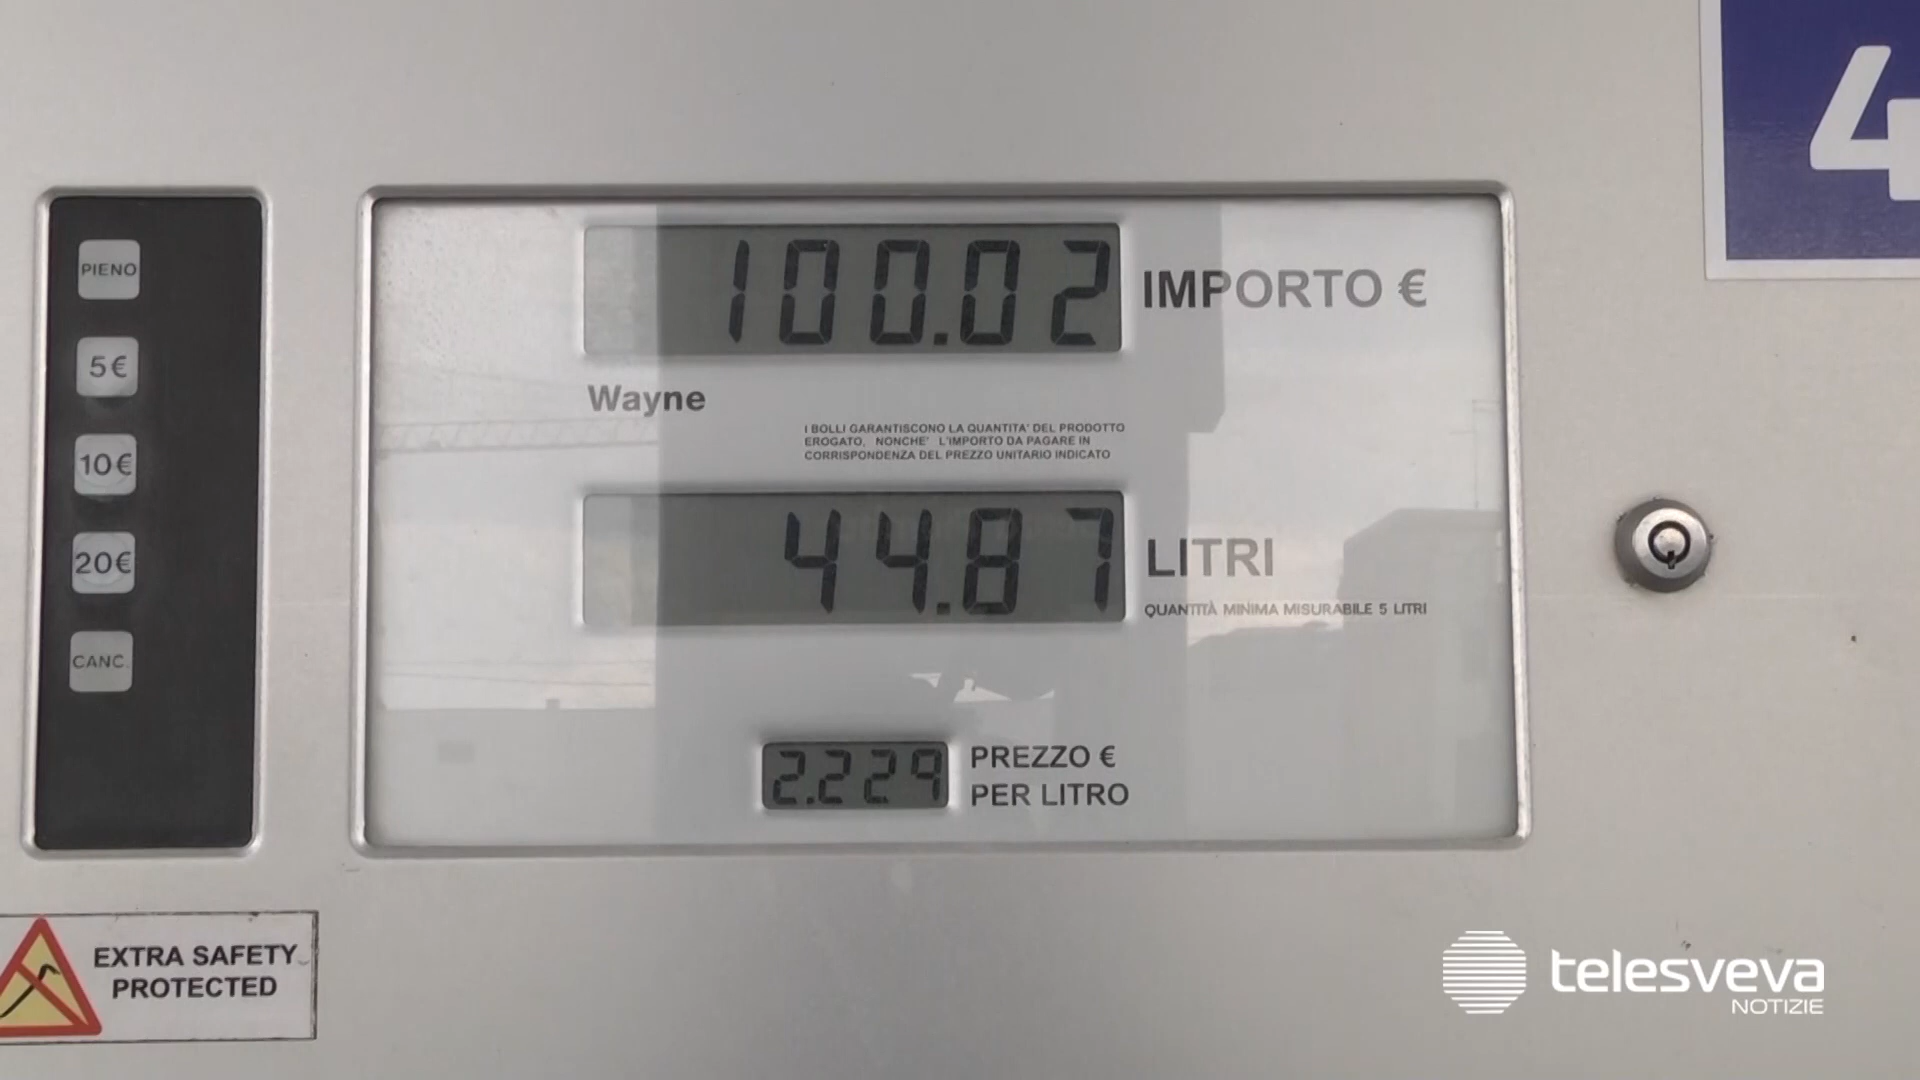 4
PIENO
5€
10€
20€
CANC.
100.02
IMPORTO €
Wayne
I BOLLI GARANTISCONO LA QUANTITA' DEL PRODOTTO
EROGATO, NONCHE' L'IMPORTO DA PAGARE IN
CORRISPONDENZA DEL PREZZO UNITARIO INDICATO
44.87
LITRI
QUANTITÀ MINIMA MISURABILE 5 LITRI
2.229
PREZZO €
PER LITRO
EXTRA SAFETY
PROTECTED
telesveva
NOTIZIE